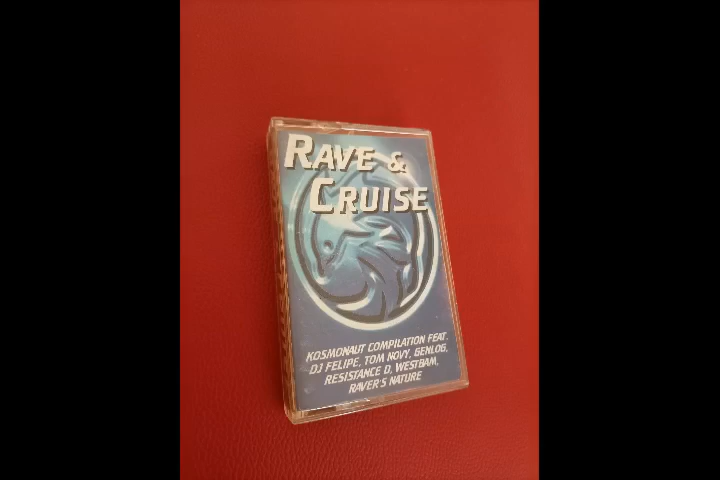 RAVE &
CRUISE
KOSMONAUT COMPILATION FEAT.
DJ FELIPE, TOM NOVY, GENLOG,
RESISTANCE D, WESTBAM,
RAVER'S NATURE